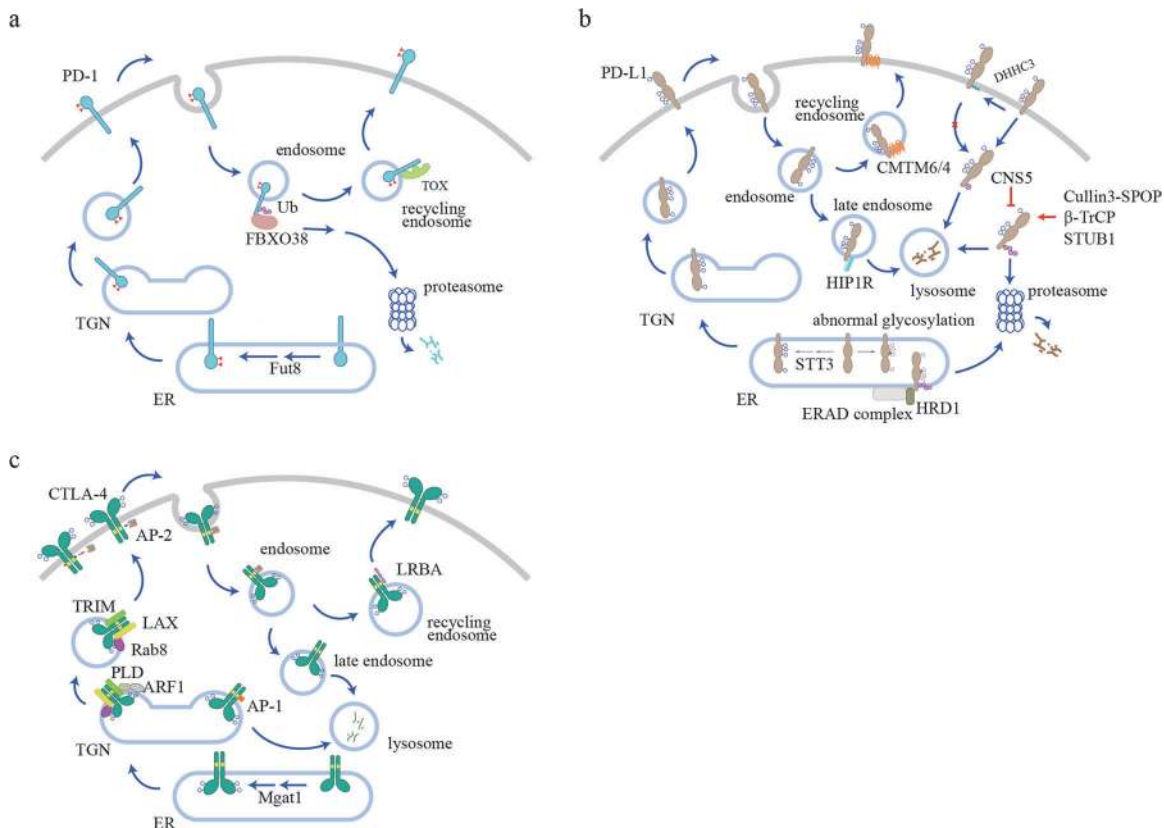 a
PD-1
endosome
TOX
Ub
recycling
endosome
FBXO38
proteasome
TGN
Fut8
ER
b
PD-L1
DHHC3
recycling
endosome
CMTM6/4
CNS5
endosome
late endosome
Cullin3-SPOP
β-TrCP
STUB1
HIP1R
lysosome
proteasome
TGN
abnormal glycosylation
STT3
ER
HRD1
ERAD complex
c
CTLA-4
AP-2
endosome
LRBA
TRIM
LAX
recycling
endosome
Rab8
late endosome
PLD
ARF1
AP-1
TGN
lysosome
Mgat1
ER